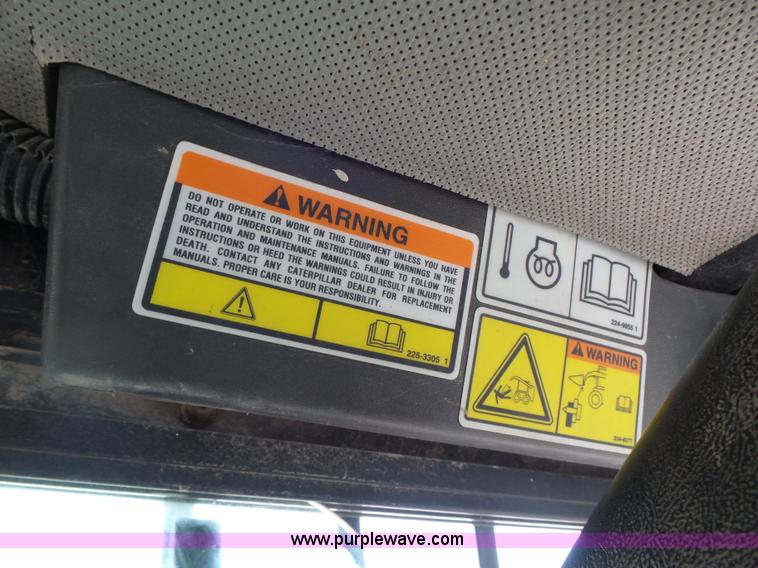 WARNING
DO NOT OPERATE OR WORK ON THIS EQUIPMENT UNLESS YOU HAVE
READ AND UNDERSTAND THE INSTRUCTIONS AND WARNINGS IN THE
OPERATION AND MAINTENANCE MANUALS. FAILURE TO FOLLOW THE
INSTRUCTIONS OR HEED THE WARNINGS COULD RESULT IN INJURY OR
DEATH. CONTACT ANY CATERPILLAR DEALER FOR REPLACEMENT
MANUALS. PROPER CARE IS YOUR RESPONSIBILITY.
225-3305 1
224-9855 1
WARNING
www.purplewave.com